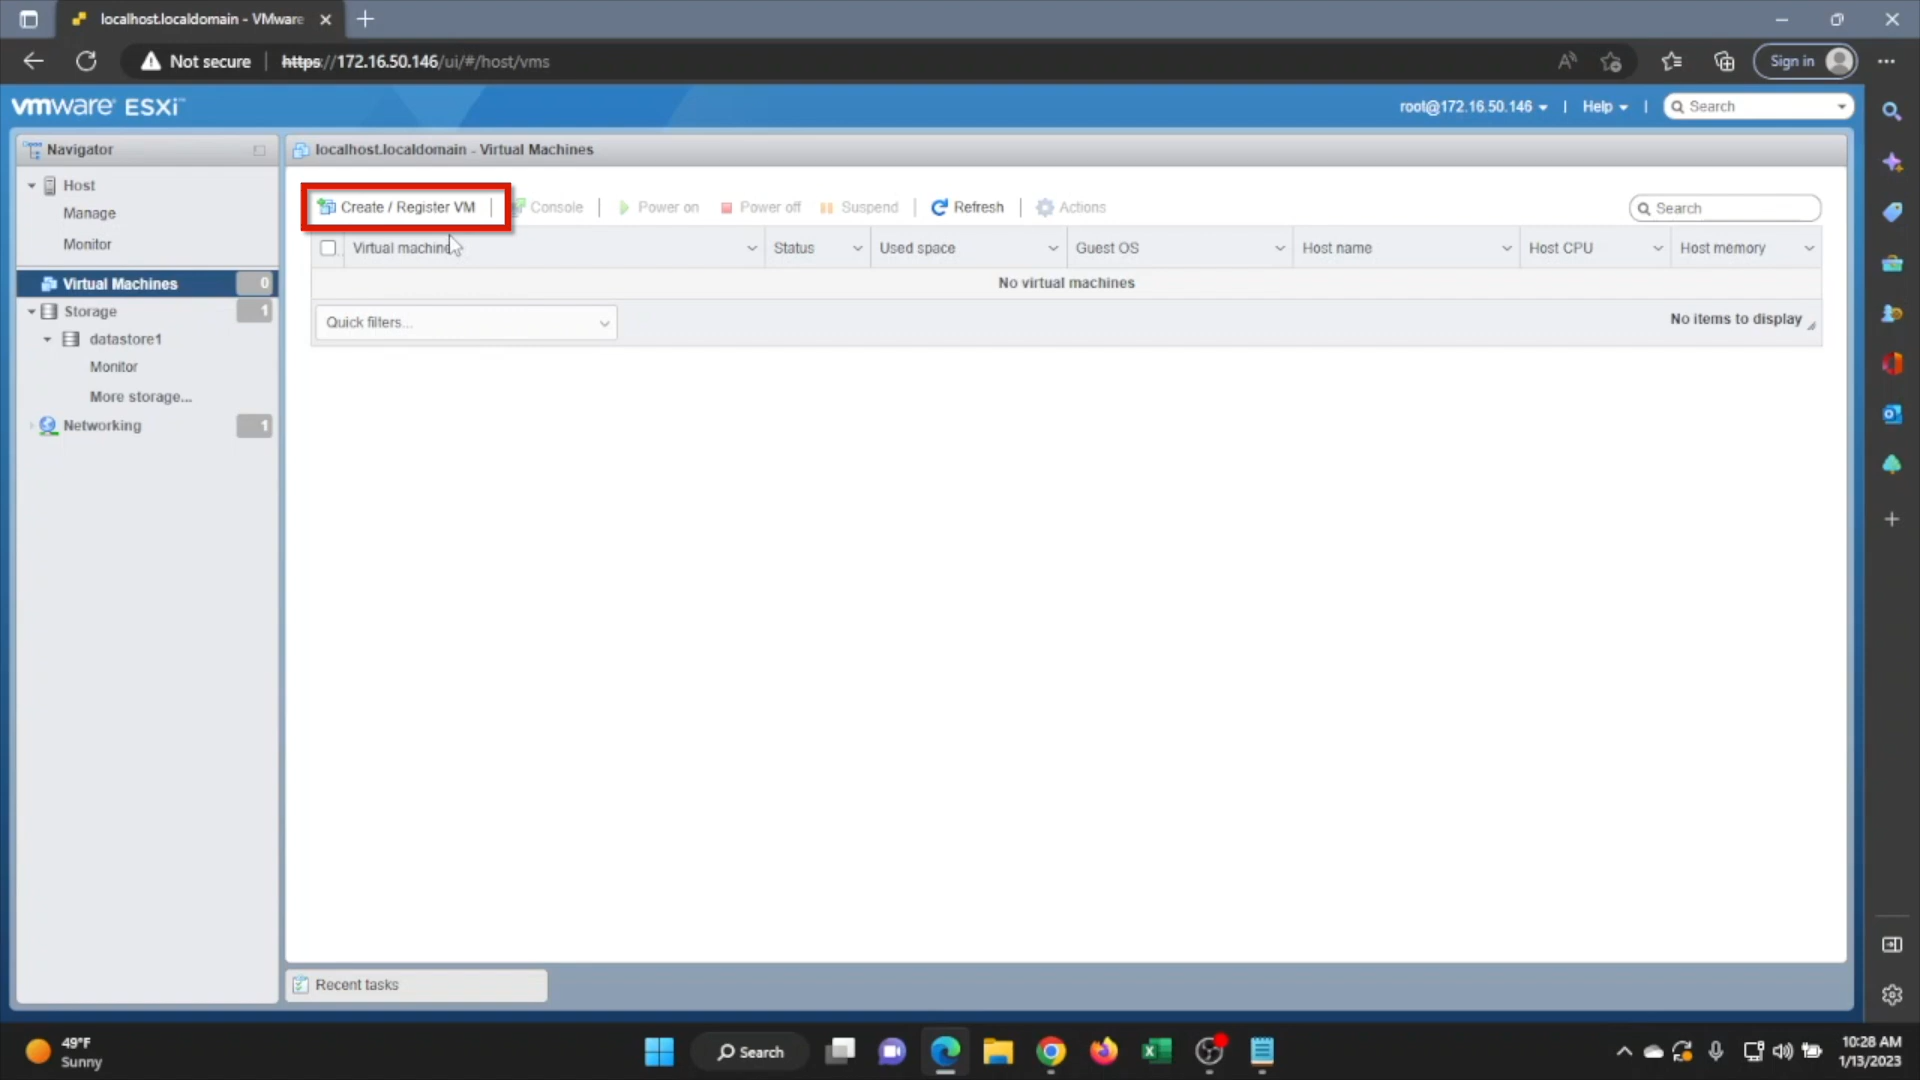 localhost.localdomain - VMware
Not secure
https://172.16.50.146/ui/#/host/vms
Sign in
vmware ESXi™
root@172.16.50.146
Help
Search
Navigator
Host
Manage
Monitor
Virtual Machines 0
Storage 1
datastore1
Monitor
More storage...
Networking 1
localhost.localdomain - Virtual Machines
Create / Register VM
Console
Power on
Power off
Suspend
Refresh
Actions
Search
Virtual machine
Status
Used space
Guest OS
Host name
Host CPU
Host memory
No virtual machines
Quick filters...
No items to display
Recent tasks
49°F
Sunny
Search
10:28 AM
1/13/2023